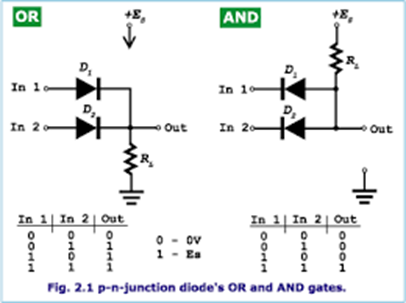 OR
+Es
D1
In 1
D2
In 2
Out
RL
In 1 | In 2 | Out
0 0 0
0 1 1
1 0 1
1 1 1
0 - 0V
1 - Es
AND
+Es
RL
D1
In 1
D2
In 2
Out
In 1 | In 2 | Out
0 0 0
0 1 0
1 0 0
1 1 1
Fig. 2.1 p-n-junction diode's OR and AND gates.